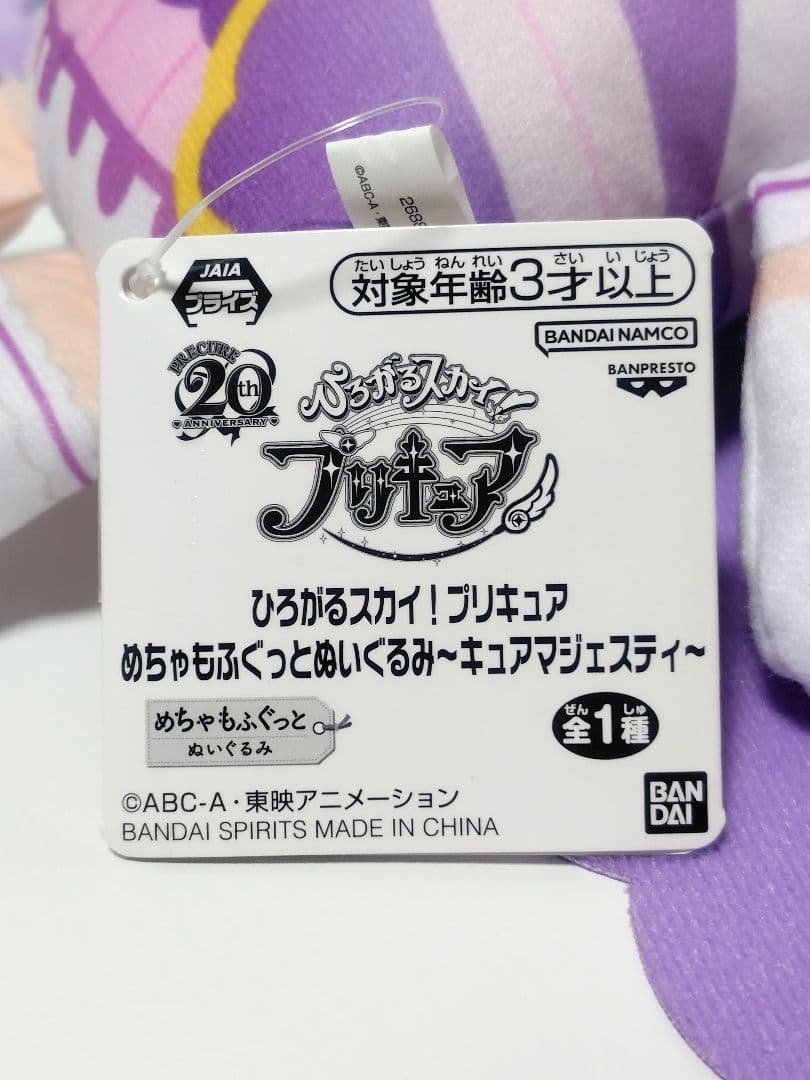 ©ABC-A・東
2689
JAIA
プライズ
たいしょうねんれい さいいじょう
対象年齢3才以上
BANDAI NAMCO
BANPRESTO
PRECURE
20th
ANNIVERSARY
ひろがるスカイ!
プリキュア
ひろがるスカイ!プリキュア
めちゃもふぐっとぬいぐるみ~キュアマジェスティ~
めちゃもふぐっと
ぬいぐるみ
ぜん しゅ
全1種
©ABC-A・東映アニメーション
BANDAI SPIRITS MADE IN CHINA
BAN
DAI